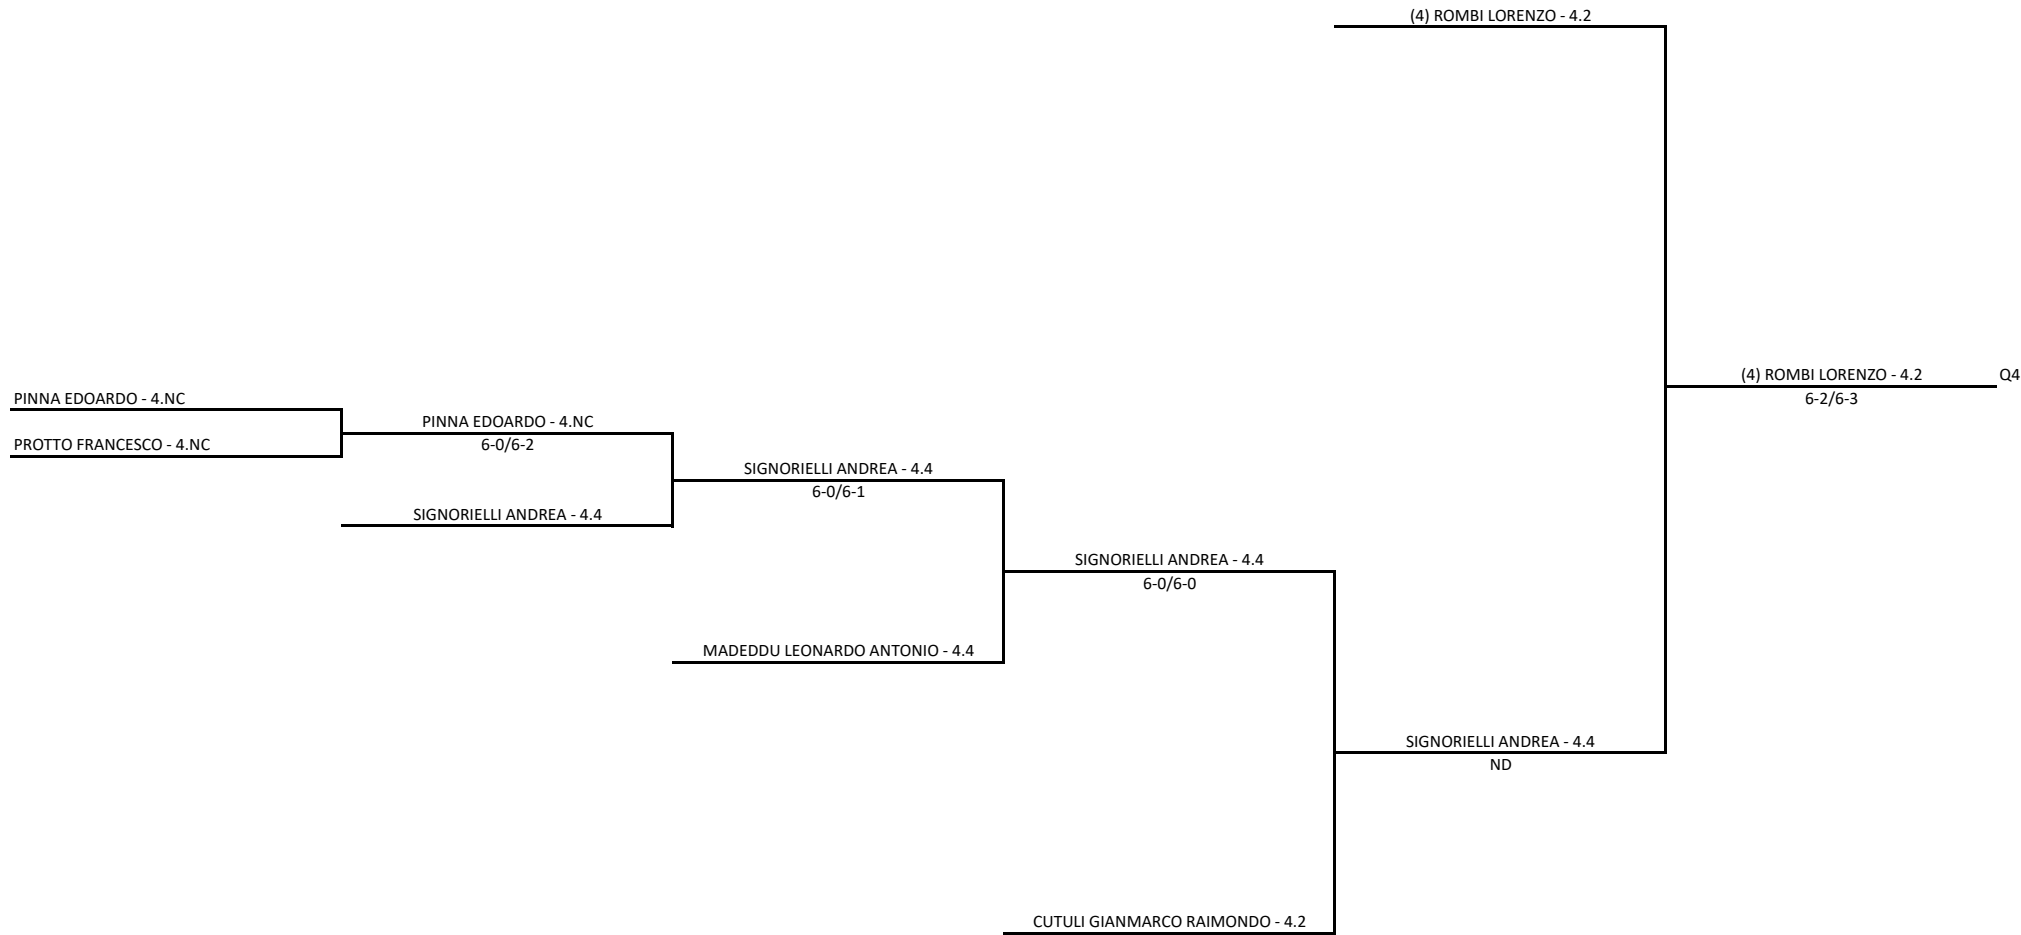 (4) ROMBI LORENZO - 4.2
(4) ROMBI LORENZO - 4.2 Q4
6-2/6-3
PINNA EDOARDO - 4.NC
PINNA EDOARDO - 4.NC
6-0/6-2
PROTTO FRANCESCO - 4.NC
SIGNORIELLI ANDREA - 4.4
6-0/6-1
SIGNORIELLI ANDREA - 4.4
SIGNORIELLI ANDREA - 4.4
6-0/6-0
MADEDDU LEONARDO ANTONIO - 4.4
SIGNORIELLI ANDREA - 4.4
ND
CUTULI GIANMARCO RAIMONDO - 4.2